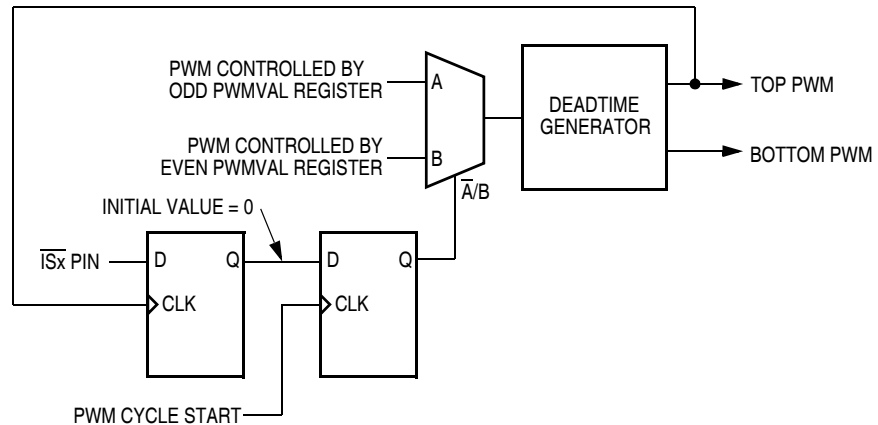 PWM CONTROLLED BY
ODD PWMVAL REGISTER
A
DEADTIME
GENERATOR
TOP PWM
PWM CONTROLLED BY
EVEN PWMVAL REGISTER
B
BOTTOM PWM
A̅/B
INITIAL VALUE = 0
I̅S̅x̅ PIN
D
Q
D
Q
CLK
CLK
PWM CYCLE START